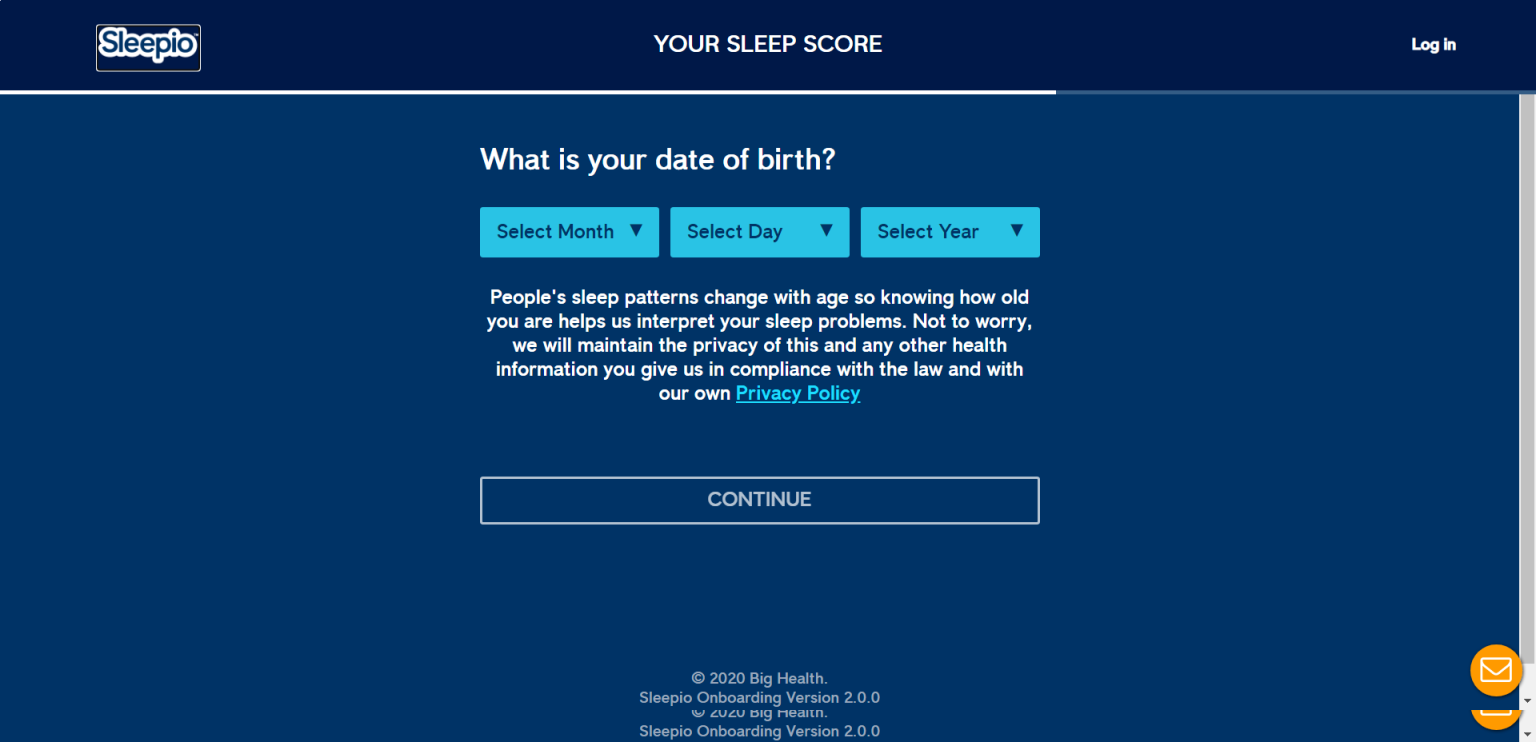 Sleepio™
YOUR SLEEP SCORE
Log in
What is your date of birth?
Select Month ▼
Select Day ▼
Select Year ▼
People's sleep patterns change with age so knowing how old
you are helps us interpret your sleep problems. Not to worry,
we will maintain the privacy of this and any other health
information you give us in compliance with the law and with
our own Privacy Policy
CONTINUE
© 2020 Big Health.
Sleepio Onboarding Version 2.0.0
© 2020 Big Health.
Sleepio Onboarding Version 2.0.0